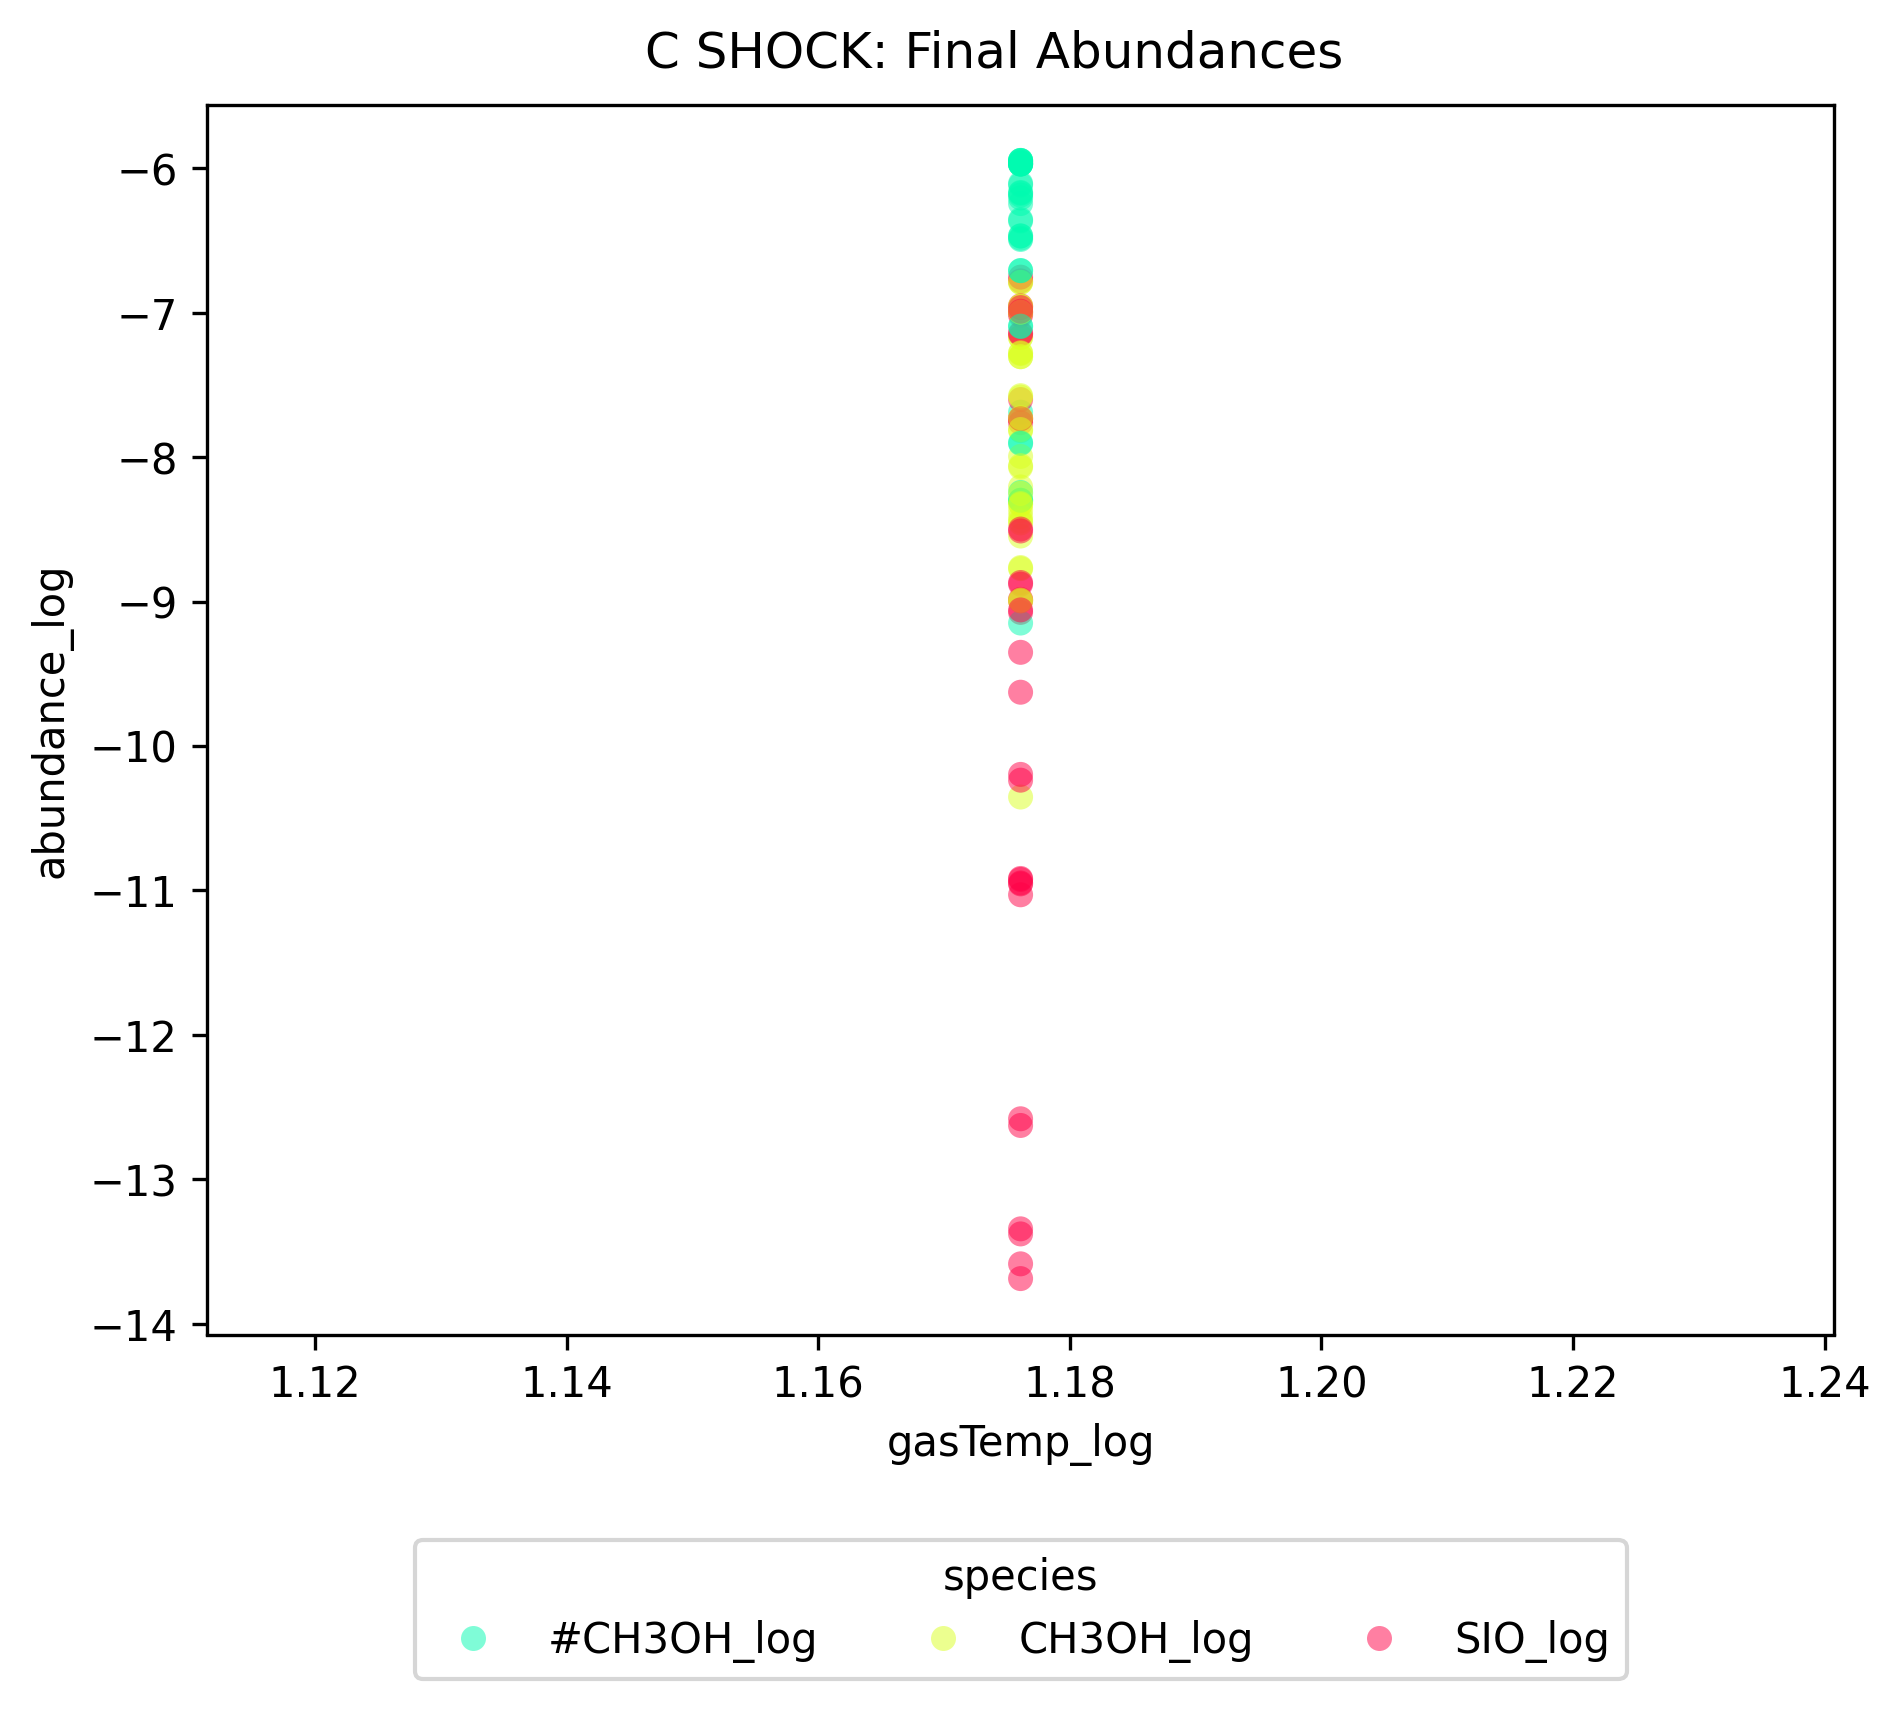 C SHOCK: Final Abundances
abundance_log
−6
−7
−8
−9
−10
−11
−12
−13
−14
1.12 1.14 1.16 1.18 1.20 1.22 1.24
gasTemp_log
species
#CH3OH_log CH3OH_log SIO_log